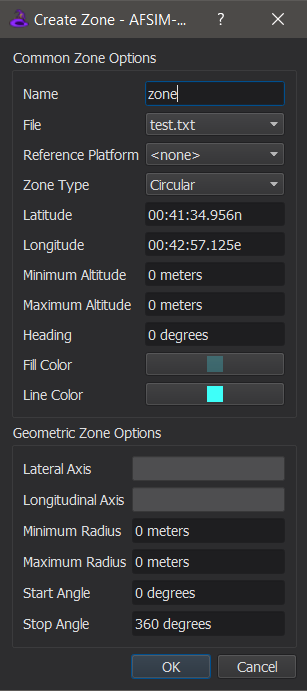 Create Zone - AFSIM-...
?
Common Zone Options
Name zone
File test.txt
Reference Platform <none>
Zone Type Circular
Latitude 00:41:34.956n
Longitude 00:42:57.125e
Minimum Altitude 0 meters
Maximum Altitude 0 meters
Heading 0 degrees
Fill Color
Line Color
Geometric Zone Options
Lateral Axis
Longitudinal Axis
Minimum Radius 0 meters
Maximum Radius 0 meters
Start Angle 0 degrees
Stop Angle 360 degrees
OK Cancel